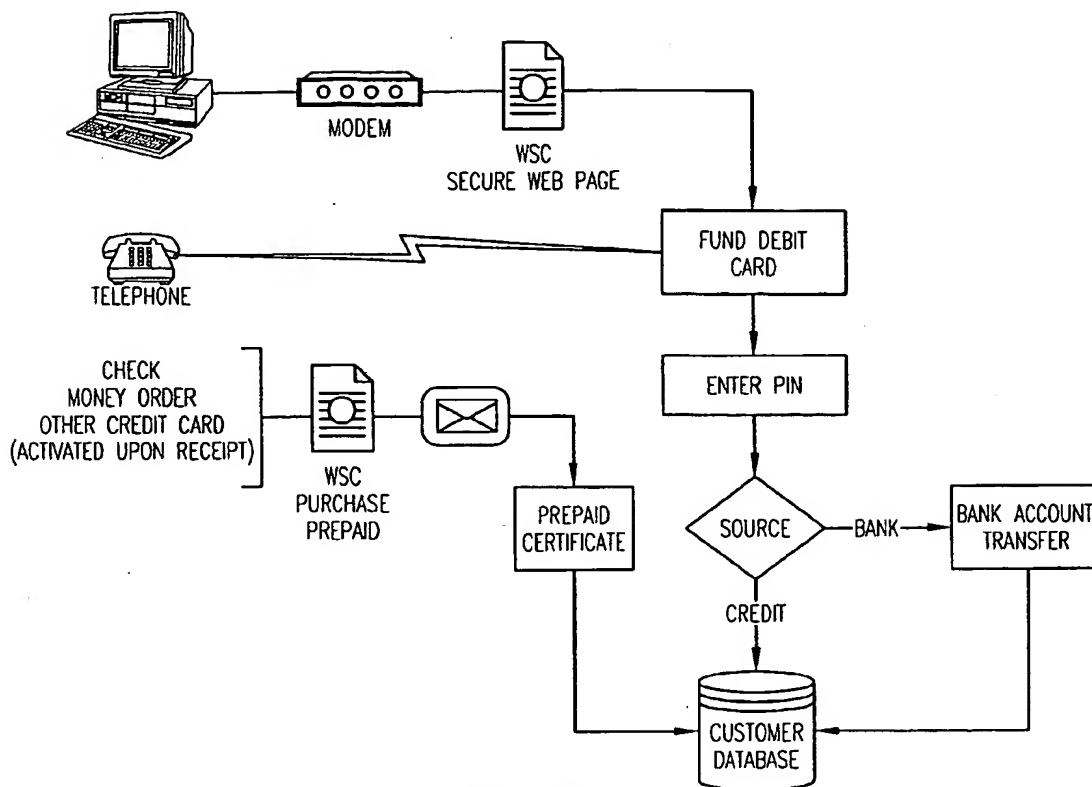 MODEM
WSC
SECURE WEB PAGE
FUND DEBIT
CARD
TELEPHONE
ENTER PIN
CHECK
MONEY ORDER
OTHER CREDIT CARD
(ACTIVATED UPON RECEIPT)
WSC
PURCHASE
PREPAID
PREPAID
CERTIFICATE
SOURCE
BANK
BANK ACCOUNT
TRANSFER
CREDIT
CUSTOMER
DATABASE